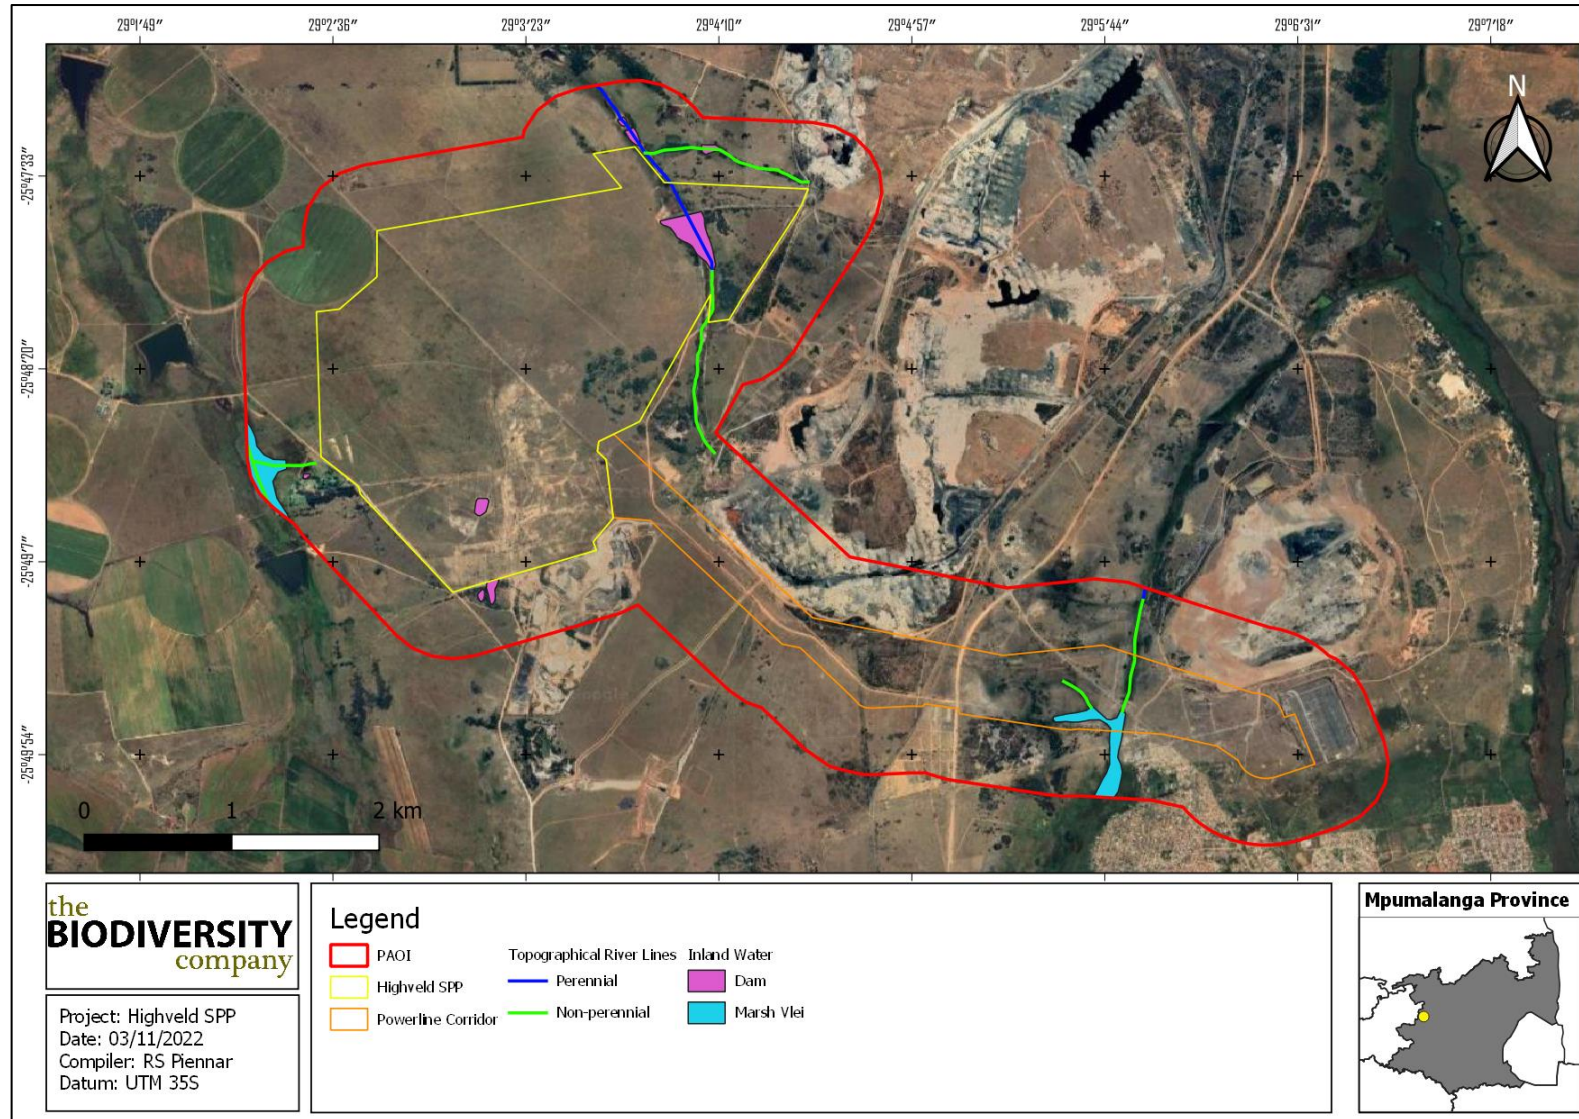 29°1'49" 29°2'36" 29°3'23" 29°4'10" 29°4'57" 29°5'44" 29°6'31" 29°7'18"
N
-25°47'33"
-25°48'20"
-25°49'7"
-25°49'54"
0 1 2 km
the
BIODIVERSITY
company
Project: Highveld SPP
Date: 03/11/2022
Compiler: RS Piennar
Datum: UTM 35S
Legend
PAOI
Highveld SPP
Powerline Corridor
Topographical River Lines
Perennial
Non-perennial
Inland Water
Dam
Marsh Vlei
Mpumalanga Province